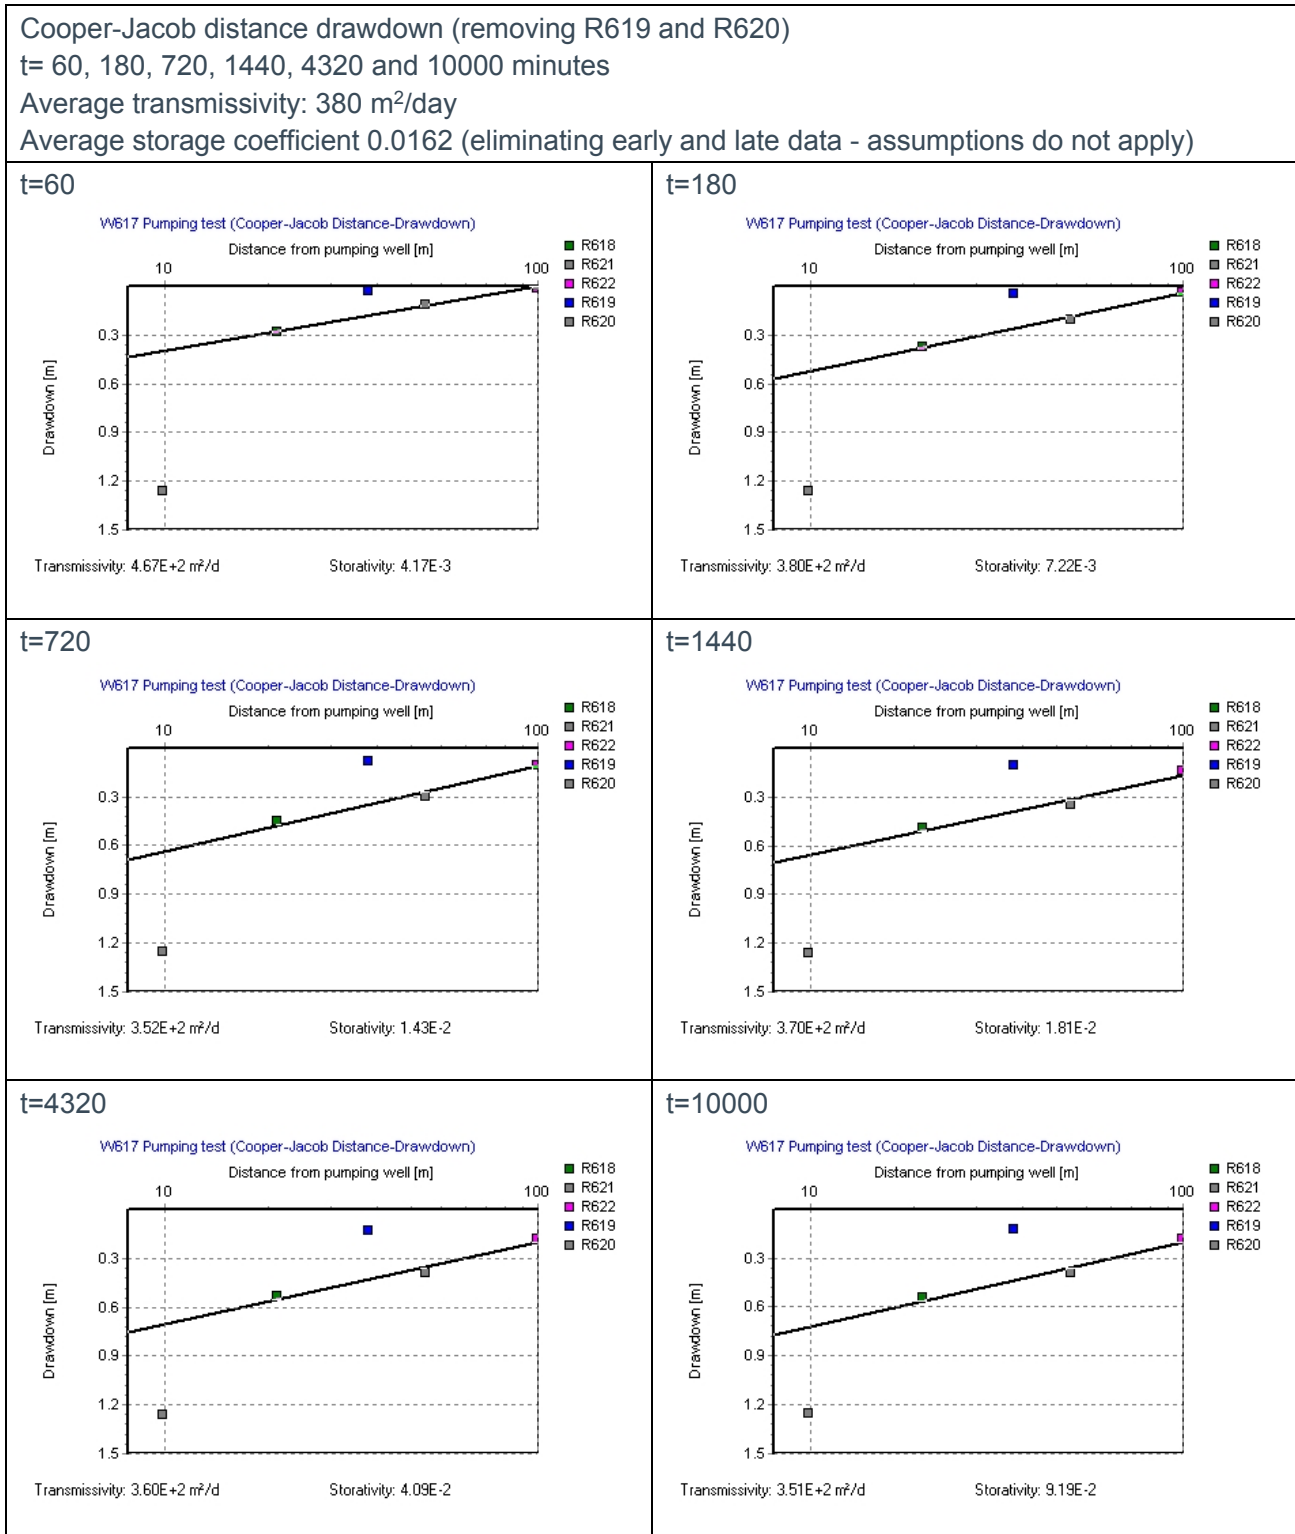 Cooper-Jacob distance drawdown (removing R619 and R620)
t= 60, 180, 720, 1440, 4320 and 10000 minutes
Average transmissivity: 380 m²/day
Average storage coefficient 0.0162 (eliminating early and late data - assumptions do not apply)
t=60
W617 Pumping test (Cooper-Jacob Distance-Drawdown)
Distance from pumping well [m]
10 100
R618
R621
R622
R619
R620
0.3
0.6
0.9
1.2
1.5
Drawdown [m]
Transmissivity: 4.67E+2 m²/d Storativity: 4.17E-3
t=180
W617 Pumping test (Cooper-Jacob Distance-Drawdown)
Distance from pumping well [m]
10 100
R618
R621
R622
R619
R620
0.3
0.6
0.9
1.2
1.5
Drawdown [m]
Transmissivity: 3.80E+2 m²/d Storativity: 7.22E-3
t=720
W617 Pumping test (Cooper-Jacob Distance-Drawdown)
Distance from pumping well [m]
10 100
R618
R621
R622
R619
R620
0.3
0.6
0.9
1.2
1.5
Drawdown [m]
Transmissivity: 3.52E+2 m²/d Storativity: 1.43E-2
t=1440
W617 Pumping test (Cooper-Jacob Distance-Drawdown)
Distance from pumping well [m]
10 100
R618
R621
R622
R619
R620
0.3
0.6
0.9
1.2
1.5
Drawdown [m]
Transmissivity: 3.70E+2 m²/d Storativity: 1.81E-2
t=4320
W617 Pumping test (Cooper-Jacob Distance-Drawdown)
Distance from pumping well [m]
10 100
R618
R621
R622
R619
R620
0.3
0.6
0.9
1.2
1.5
Drawdown [m]
Transmissivity: 3.60E+2 m²/d Storativity: 4.09E-2
t=10000
W617 Pumping test (Cooper-Jacob Distance-Drawdown)
Distance from pumping well [m]
10 100
R618
R621
R622
R619
R620
0.3
0.6
0.9
1.2
1.5
Drawdown [m]
Transmissivity: 3.51E+2 m²/d Storativity: 9.19E-2